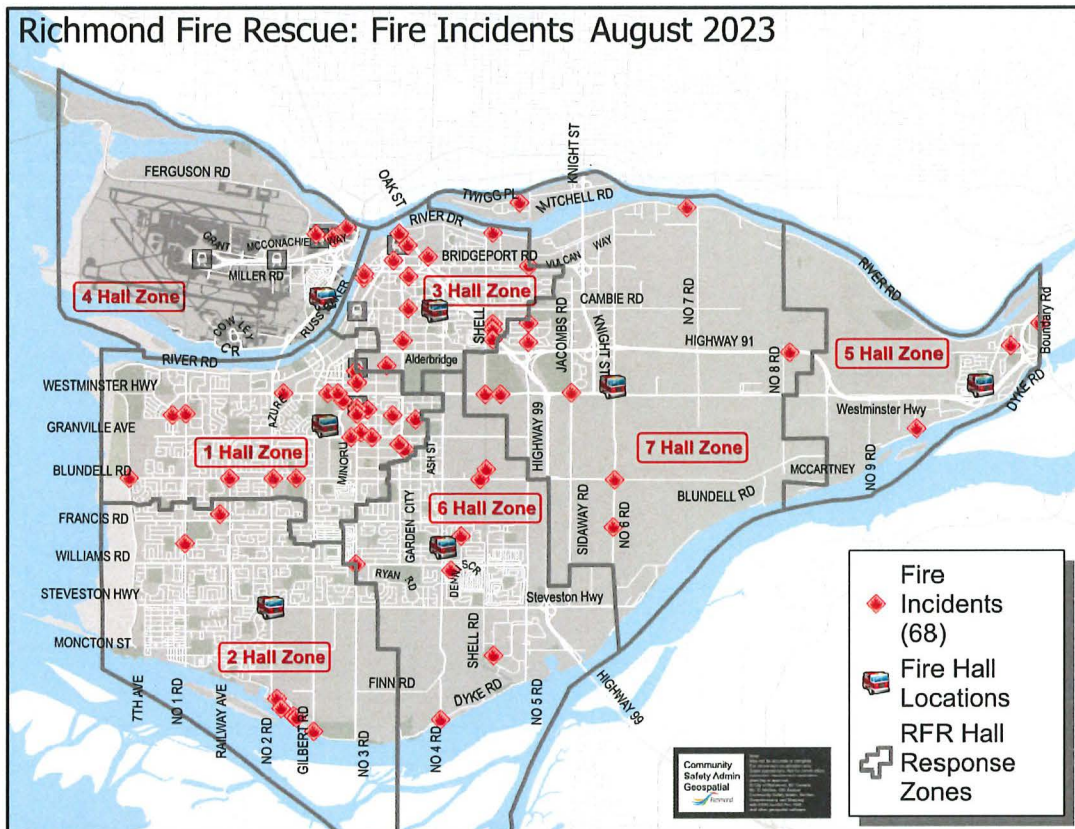 Richmond Fire Rescue: Fire Incidents August 2023
FERGUSON RD
OAK ST
TWIGG PL
KNIGHT ST
MITCHELL RD
RIVER DR
GRANT
MCCONACHIE WAY
MILLER RD
BRIDGEPORT RD
VULCAN WAY
4 Hall Zone
3 Hall Zone
CAMBIE RD
NO 7 RD
RIVER RD
Boundary Rd
COWLEY
CR
RIVER RD
SHELL
JACOMBS RD
KNIGHT ST
HIGHWAY 91
NO 8 RD
5 Hall Zone
DYKE RD
Alderbridge
WESTMINSTER HWY
AZURE
GRANVILLE AVE
Westminster Hwy
1 Hall Zone
MINORU
ASH ST
HIGHWAY 99
7 Hall Zone
NO 9 RD
BLUNDELL RD
MCCARTNEY
BLUNDELL RD
FRANCIS RD
GARDEN CITY
6 Hall Zone
SIDAWAY RD
NO 6 RD
WILLIAMS RD
RYAN RD
STEVESTON HWY
Steveston Hwy
MONCTON ST
2 Hall Zone
SHELL RD
FINN RD
DYKE RD
7TH AVE
NO 1 RD
RAILWAY AVE
NO 2 RD
GILBERT RD
NO 3 RD
NO 4 RD
NO 5 RD
HIGHWAY 99
Fire
Incidents
(68)
Fire Hall
Locations
RFR Hall
Response
Zones
Community
Safety Admin
Geospatial
Richmond